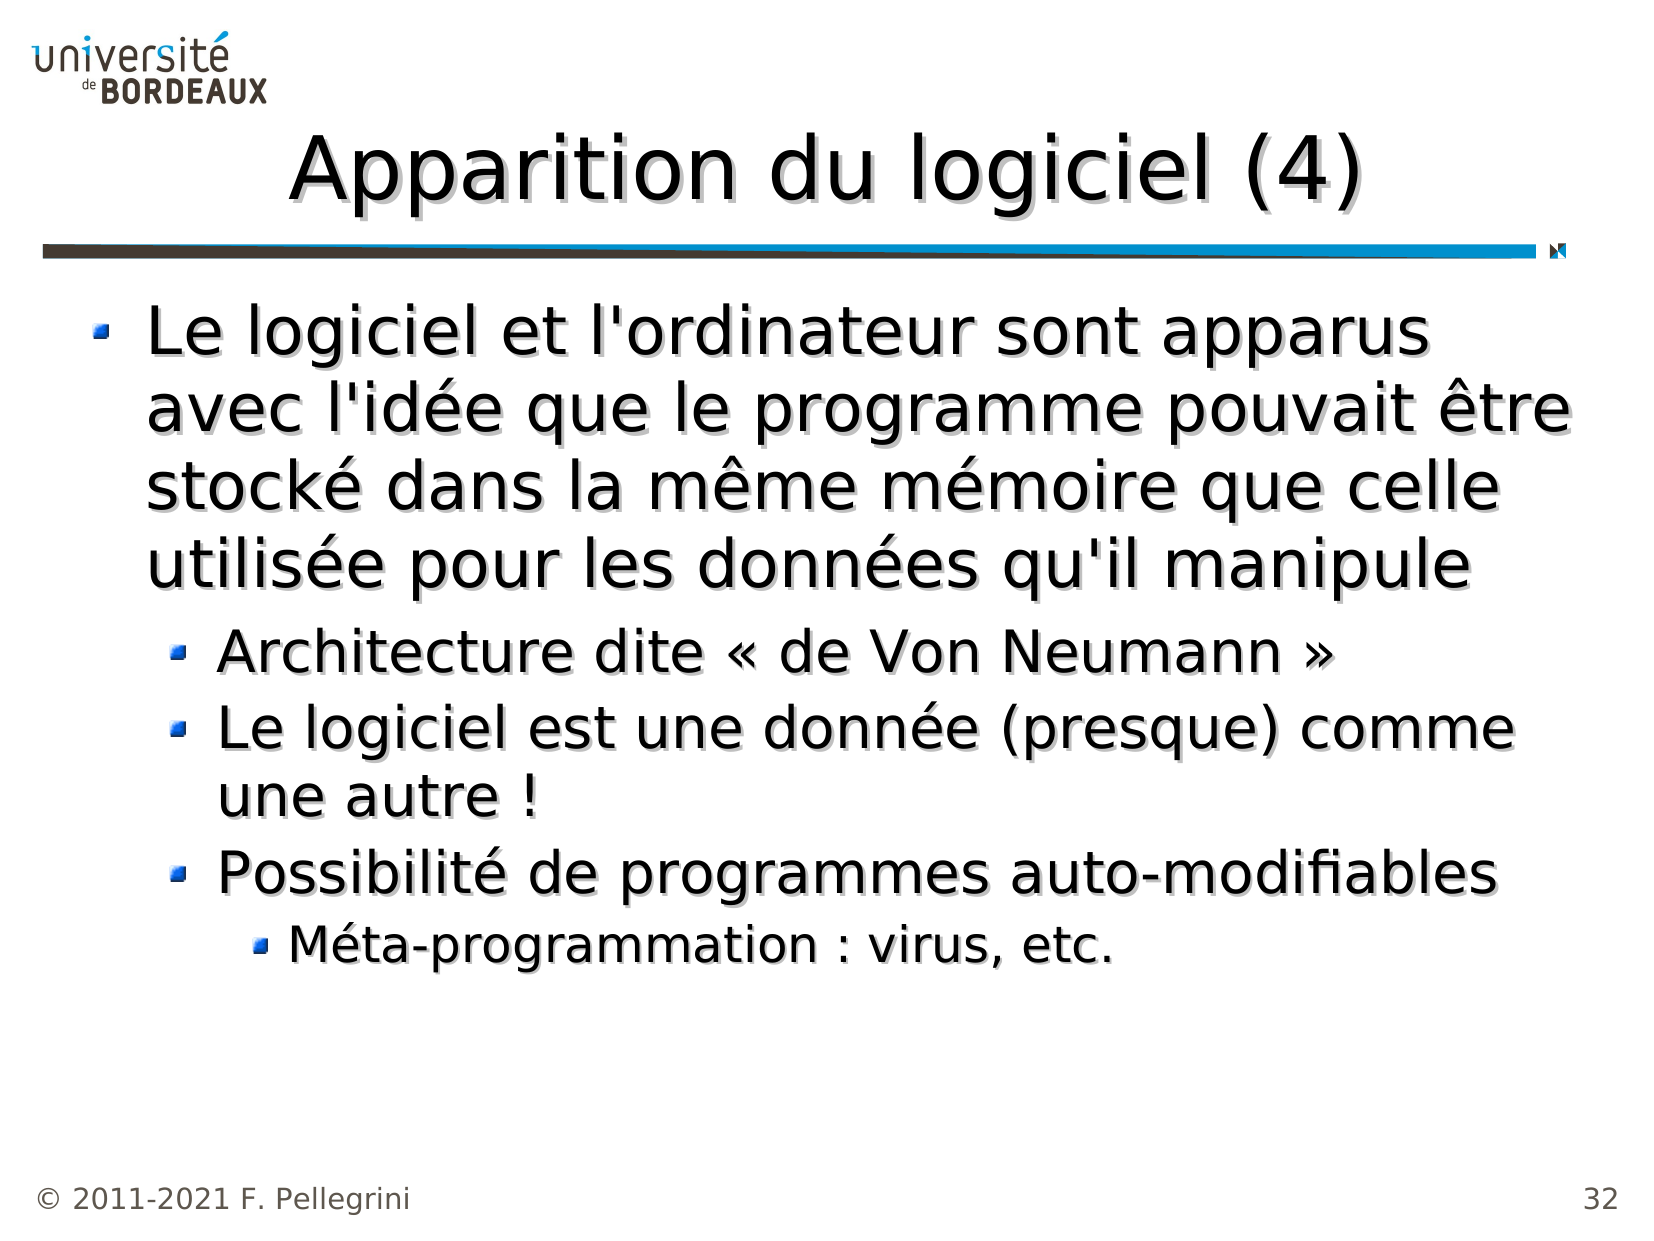 université
de BORDEAUX
Apparition du logiciel (4)
Le logiciel et l'ordinateur sont apparus
avec l'idée que le programme pouvait être
stocké dans la même mémoire que celle
utilisée pour les données qu'il manipule
Architecture dite « de Von Neumann »
Le logiciel est une donnée (presque) comme
une autre !
Possibilité de programmes auto-modifiables
Méta-programmation : virus, etc.
© 2011-2021 F. Pellegrini
32